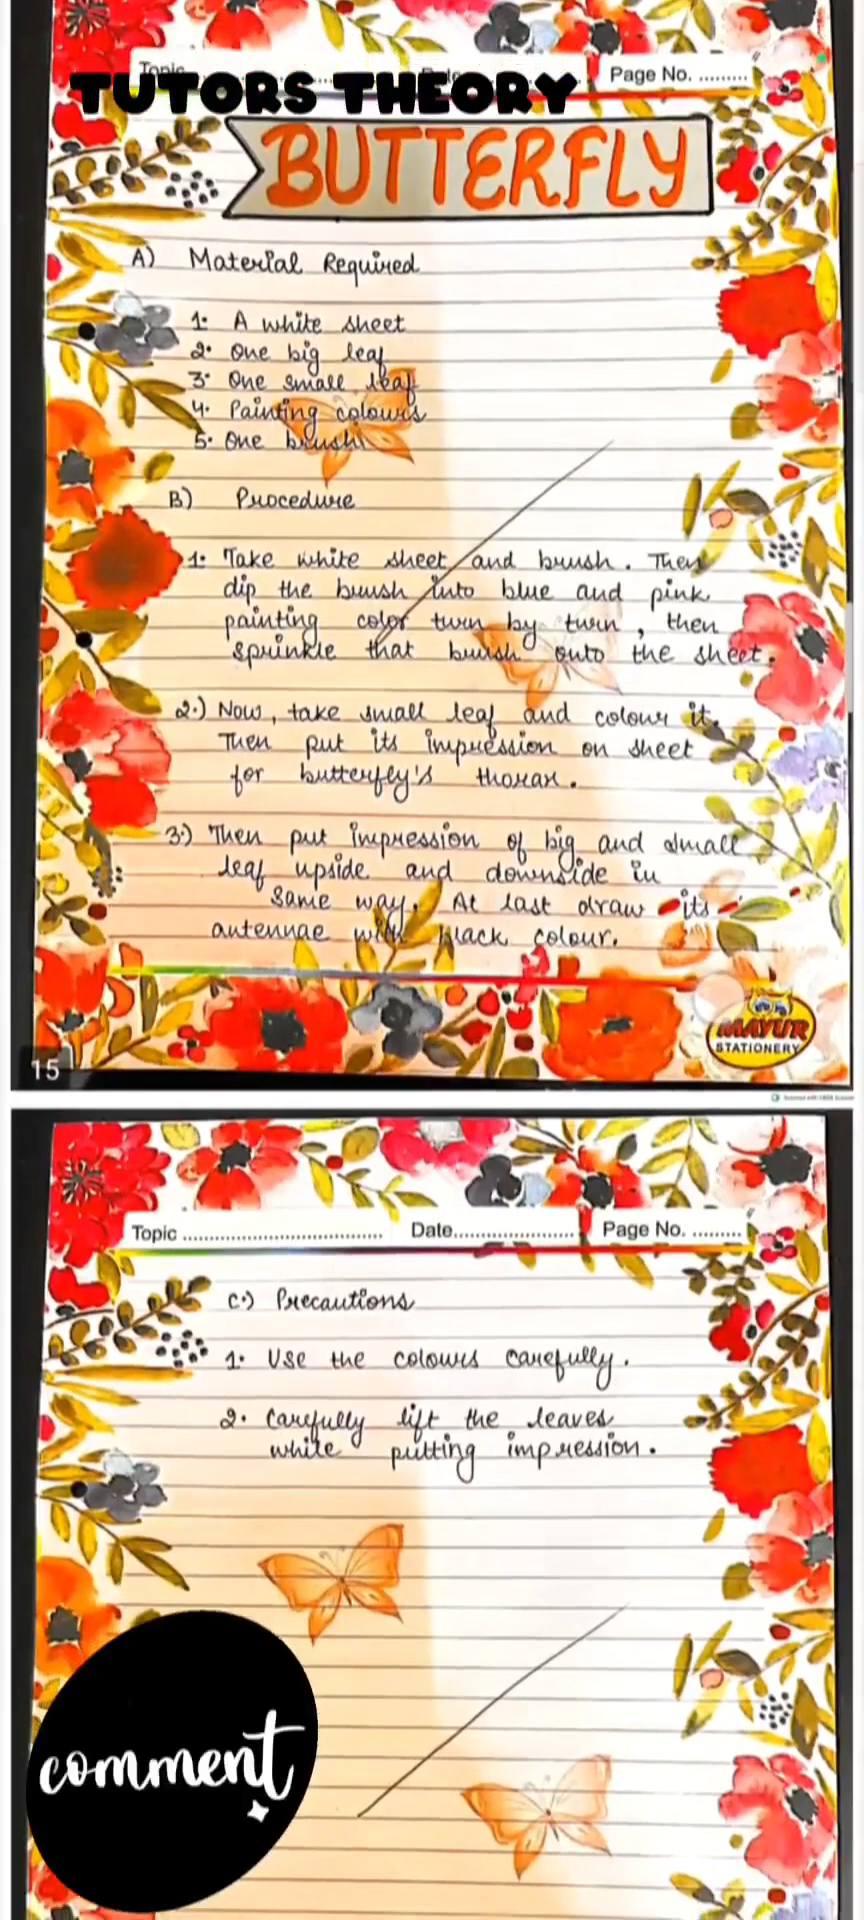 Topic
Date
Page No. .........
TUTORS THEORY
BUTTERFLY
A) Material Required
1. A white sheet
2. One big leaf
3. One small leaf
4. Painting colours
5. One brush
B) Procedure
1. Take white sheet and brush. Then
dip the brush into blue and pink
painting color turn by turn, then
sprinkle that brush onto the sheet.
2.) Now, take small leaf and colour it.
Then put its impression on sheet
for butterfly's thorax.
3.) Then put impression of big and small
leaf upside and downside in
same way. At last draw its
antennae with black colour.
MAYUR
STATIONERY
15
Topic ....................................... Date....................... Page No. .........
C.) Precautions
1. Use the colours carefully.
2. Carefully lift the leaves
while putting impression.
comment